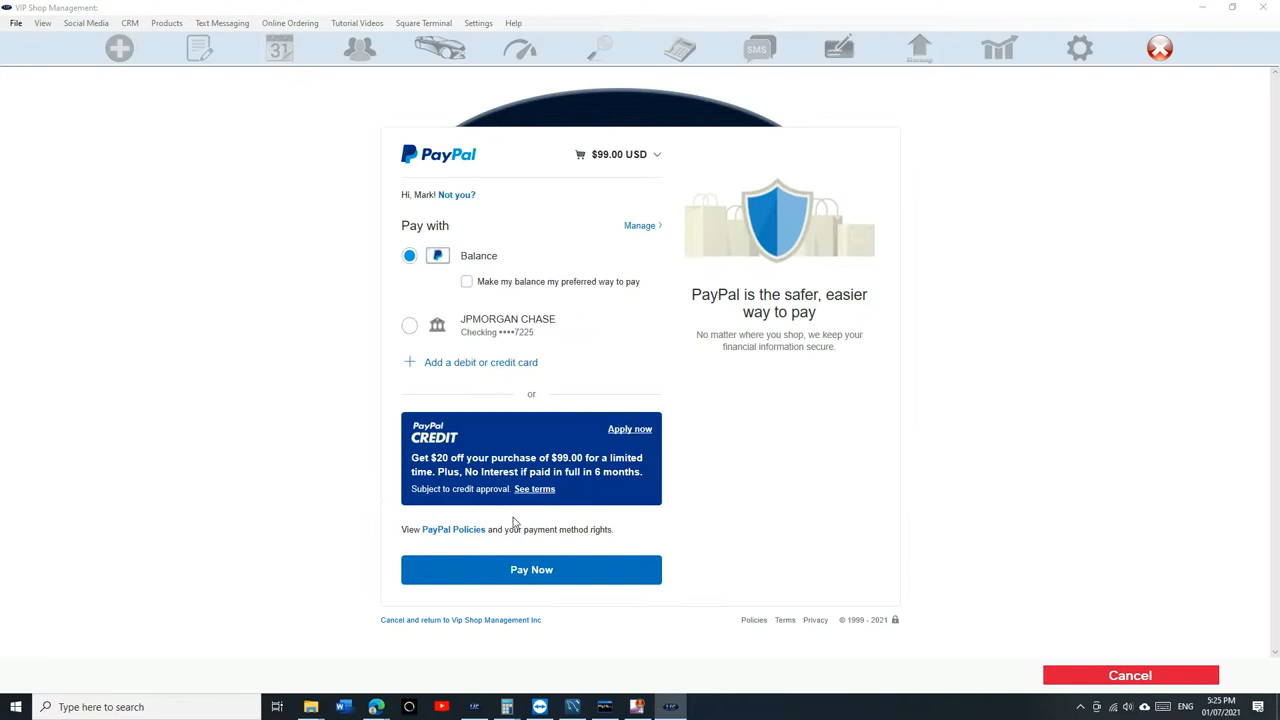 VIP Shop Management:
File View Social Media CRM Products Text Messaging Online Ordering Tutorial Videos Square Terminal Settings Help
31
SMS
PayPal
$99.00 USD
Hi, Mark! Not you?
Pay with
Manage
Balance
Make my balance my preferred way to pay
JPMORGAN CHASE
Checking ••••7225
Add a debit or credit card
or
PayPal
CREDIT
Apply now
Get $20 off your purchase of $99.00 for a limited
time. Plus, No Interest if paid in full in 6 months.
Subject to credit approval. See terms
View PayPal Policies and your payment method rights.
Pay Now
PayPal is the safer, easier
way to pay
No matter where you shop, we keep your
financial information secure.
Cancel and return to Vip Shop Management Inc
Policies Terms Privacy © 1999 - 2021
Cancel
Type here to search
ENG
5:25 PM
01/07/2021